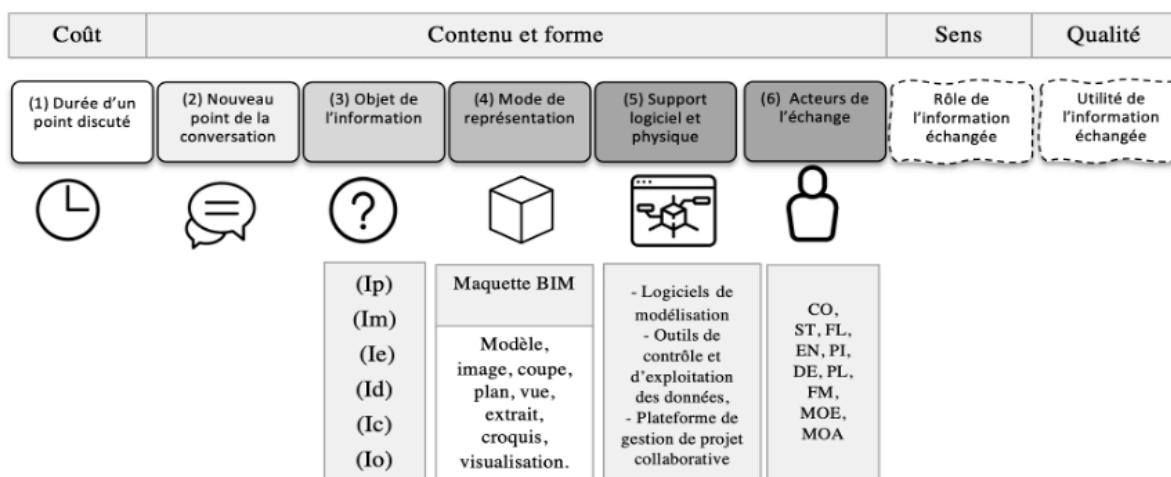 Coût
Contenu et forme
Sens
Qualité
(1) Durée d’un
point discuté
(2) Nouveau
point de la
conversation
(3) Objet de
l’information
(4) Mode de
représentation
(5) Support
logiciel et
physique
(6) Acteurs de
l’échange
Rôle de
l’information
échangée
Utilité de
l’information
échangée
(Ip)
(Im)
(Ie)
(Id)
(Ic)
(Io)
Maquette BIM
Modèle,
image, coupe,
plan, vue,
extrait,
croquis,
visualisation.
- Logiciels de
modélisation
- Outils de
contrôle et
d’exploitation
des données,
- Plateforme de
gestion de projet
collaborative
CO,
ST, FL,
EN, PI,
DE, PL,
FM,
MOE,
MOA